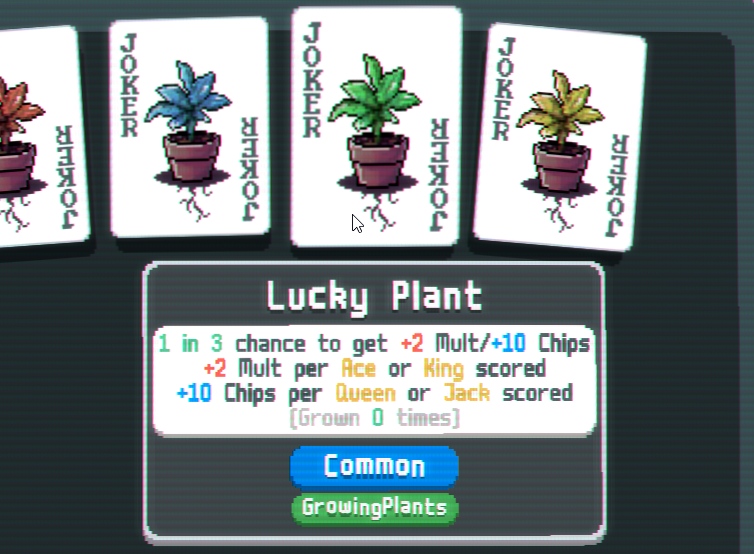 JOKER
JOKER
JOKER
JOKER
JOKER
JOKER
JOKER
Lucky Plant
1 in 3 chance to get +2 Mult/+10 Chips
+2 Mult per Ace or King scored
+10 Chips per Queen or Jack scored
[Grown 0 times]
Common
GrowingPlants